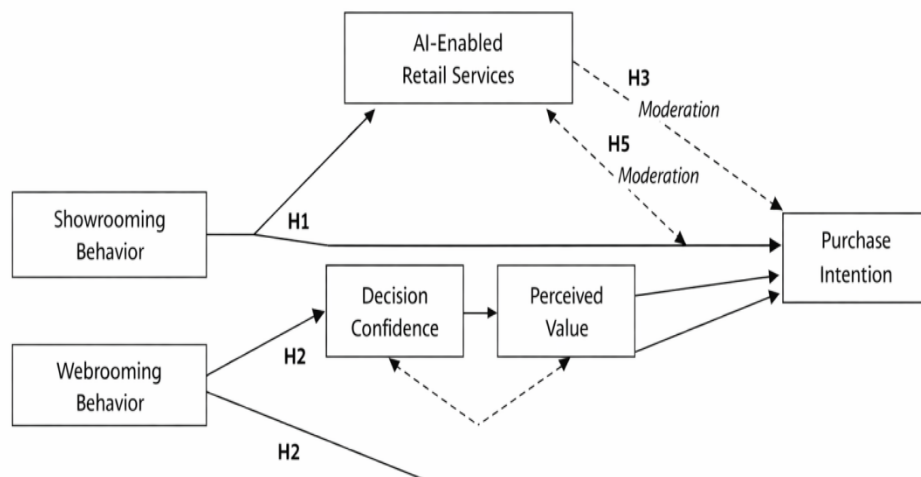 AI-Enabled
Retail Services
H3
Moderation
H5
Moderation
Showrooming
Behavior
H1
Purchase
Intention
Decision
Confidence
Perceived
Value
Webrooming
Behavior
H2
H2